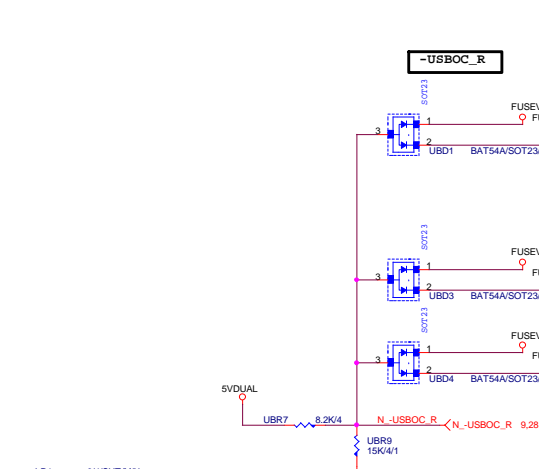 -USBOC_R
SOT23
FUSEV
1
3
2
UBD1 BAT54A/SOT23/
SOT23
FUSEV
1
3
2
UBD3 BAT54A/SOT23/
SOT23
FUSEV
1
3
2
UBD4 BAT54A/SOT23/
5VDUAL
UBR7 8.2K/4 N_-USBOC_R N_-USBOC_R 9,28
UBR9
15K/4/1